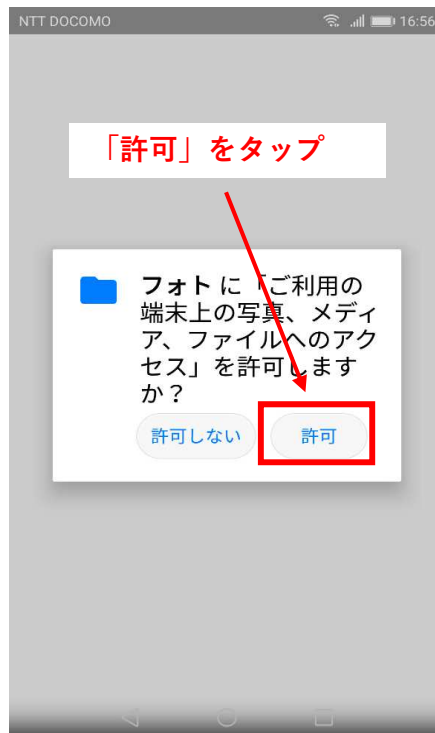 NTT DOCOMO 16:56
「許可」をタップ
フォト に「ご利用の
端末上の写真、メディ
ア、ファイルへのアク
セス」を許可します
か？
許可しない 許可